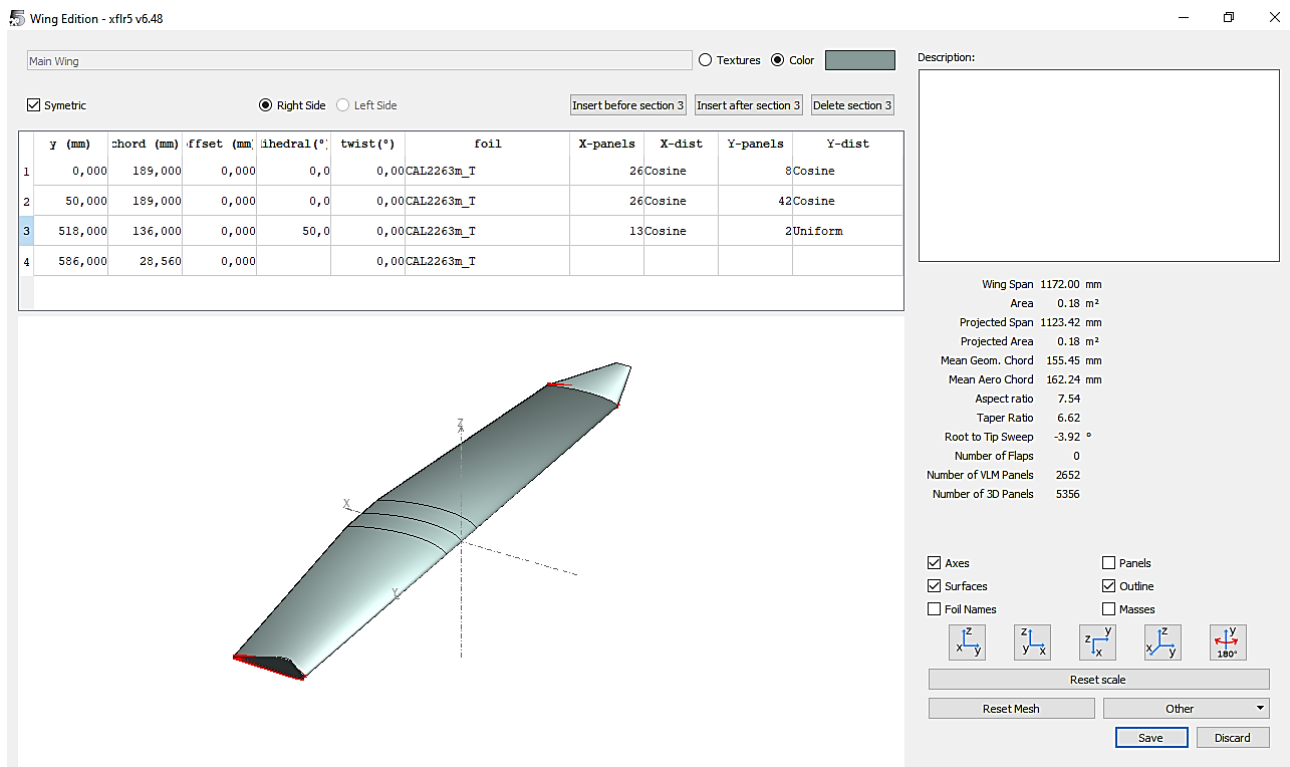 Wing Edition - xflr5 v6.48
Main Wing Textures Color
Description:
Symetric Right Side Left Side Insert before section 3 Insert after section 3 Delete section 3
y (mm) chord (mm) offset (mm) dihedral(°) twist(°) foil X-panels X-dist Y-panels Y-dist
1 0,000 189,000 0,000 0,0 0,00 CAL2263m_T 26 Cosine 8 Cosine
2 50,000 189,000 0,000 0,0 0,00 CAL2263m_T 26 Cosine 42 Cosine
3 518,000 136,000 0,000 50,0 0,00 CAL2263m_T 13 Cosine 2 Uniform
4 586,000 28,560 0,000 0,00 CAL2263m_T
Wing Span 1172.00 mm
Area 0.18 m²
Projected Span 1123.42 mm
Projected Area 0.18 m²
Mean Geom. Chord 155.45 mm
Mean Aero Chord 162.24 mm
Aspect ratio 7.54
Taper Ratio 6.62
Root to Tip Sweep -3.92 °
Number of Flaps 0
Number of VLM Panels 2652
Number of 3D Panels 5356
Z
X
Y
Axes Panels
Surfaces Outline
Foil Names Masses
z x y
z y x
z y x
z x y
y 180°
Reset scale
Reset Mesh Other
Save Discard